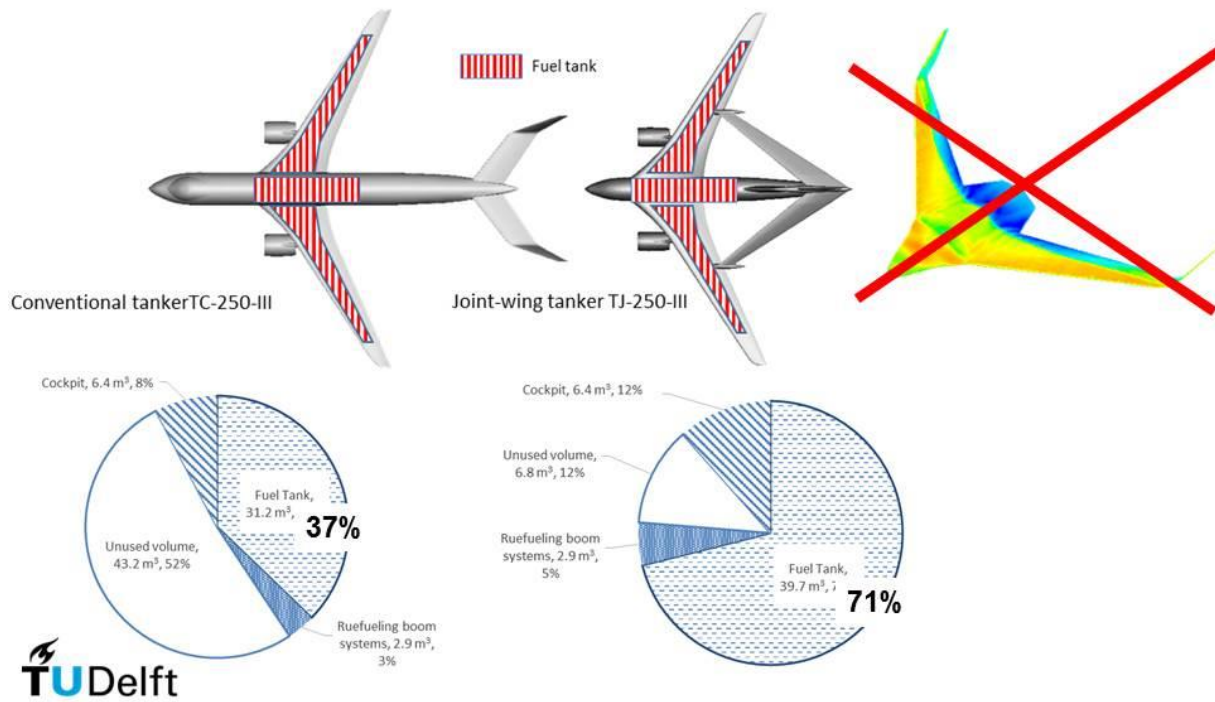 Fuel tank
Conventional tankerTC-250-III
Joint-wing tanker TJ-250-III
Cockpit, 6.4 m³, 8%
Fuel Tank,
31.2 m³,
37%
Unused volume,
43.2 m³, 52%
Ruefueling boom
systems, 2.9 m³,
3%
Cockpit, 6.4 m³, 12%
Unused volume,
6.8 m³, 12%
Ruefueling boom
systems, 2.9 m³,
5%
Fuel Tank,
39.7 m³, 7
71%
TUDelft